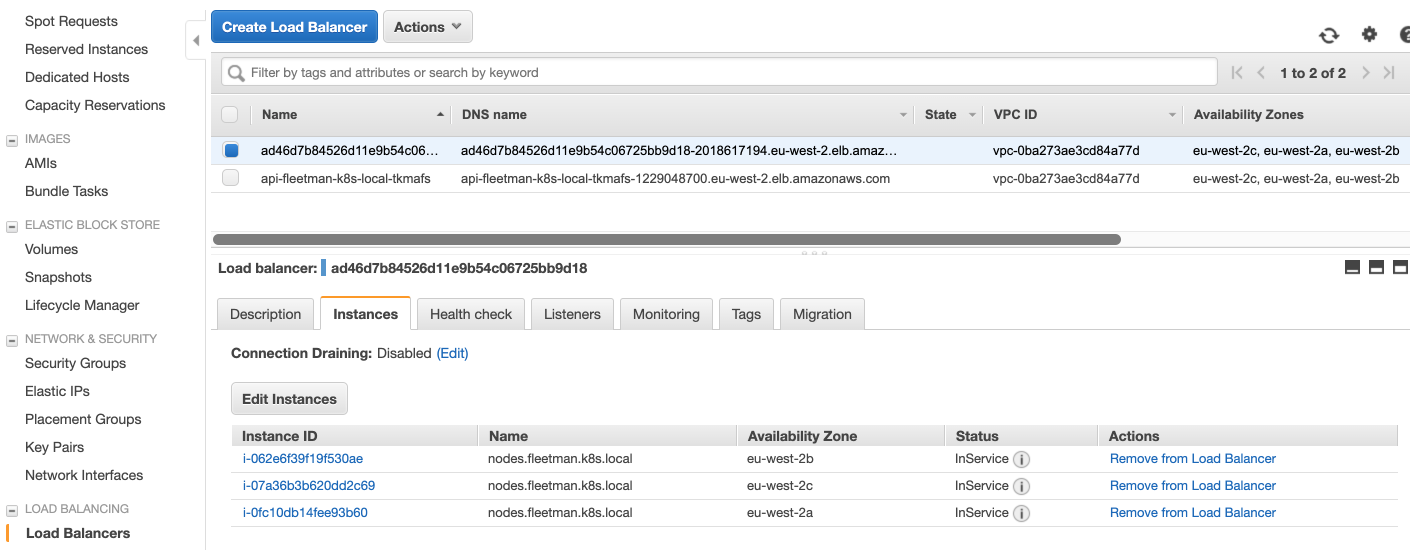 Spot Requests
Reserved Instances
Dedicated Hosts
Capacity Reservations
IMAGES
AMIs
Bundle Tasks
ELASTIC BLOCK STORE
Volumes
Snapshots
Lifecycle Manager
NETWORK & SECURITY
Security Groups
Elastic IPs
Placement Groups
Key Pairs
Network Interfaces
LOAD BALANCING
Load Balancers
Create Load Balancer Actions
Filter by tags and attributes or search by keyword 1 to 2 of 2
Name DNS name State VPC ID Availability Zones
ad46d7b84526d11e9b54c06... ad46d7b84526d11e9b54c06725bb9d18-2018617194.eu-west-2.elb.amaz... vpc-0ba273ae3cd84a77d eu-west-2c, eu-west-2a, eu-west-2b
api-fleetman-k8s-local-tkmafs api-fleetman-k8s-local-tkmafs-1229048700.eu-west-2.elb.amazonaws.com vpc-0ba273ae3cd84a77d eu-west-2c, eu-west-2a, eu-west-2b
Load balancer: ad46d7b84526d11e9b54c06725bb9d18
Description Instances Health check Listeners Monitoring Tags Migration
Connection Draining: Disabled (Edit)
Edit Instances
Instance ID Name Availability Zone Status Actions
i-062e6f39f19f530ae nodes.fleetman.k8s.local eu-west-2b InService i Remove from Load Balancer
i-07a36b3b620dd2c69 nodes.fleetman.k8s.local eu-west-2c InService i Remove from Load Balancer
i-0fc10db14fee93b60 nodes.fleetman.k8s.local eu-west-2a InService i Remove from Load Balancer